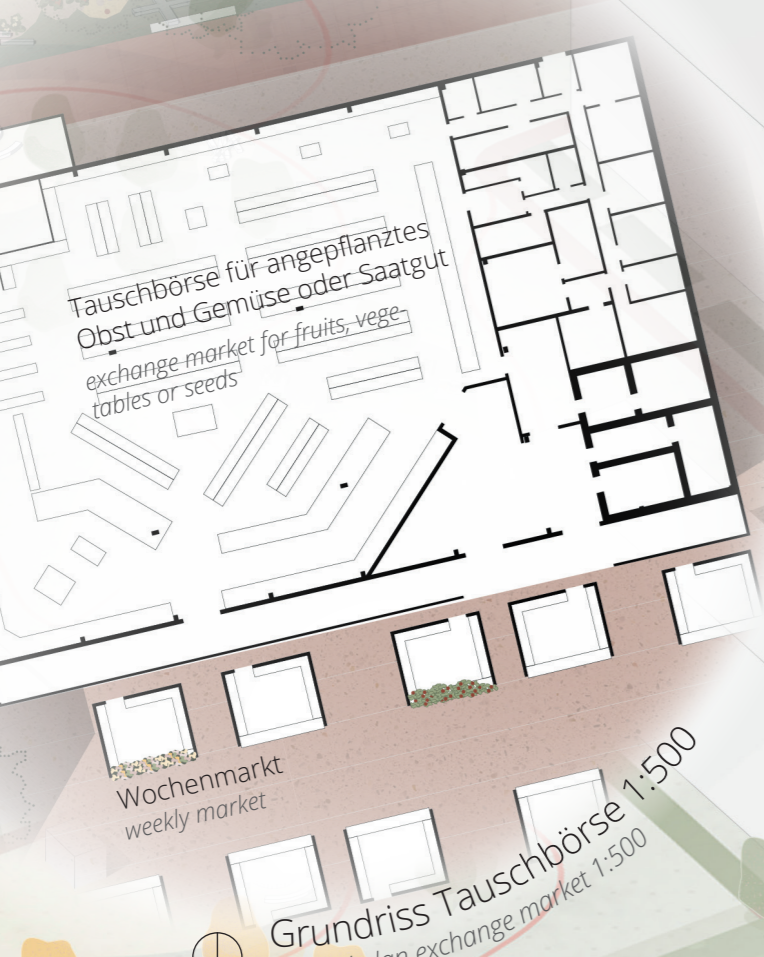 Tauschbörse für angepflanztes
Obst und Gemüse oder Saatgut
exchange market for fruits, vege-
tables or seeds
Wochenmarkt
weekly market
Grundriss Tauschbörse 1:500
exchange market 1:500